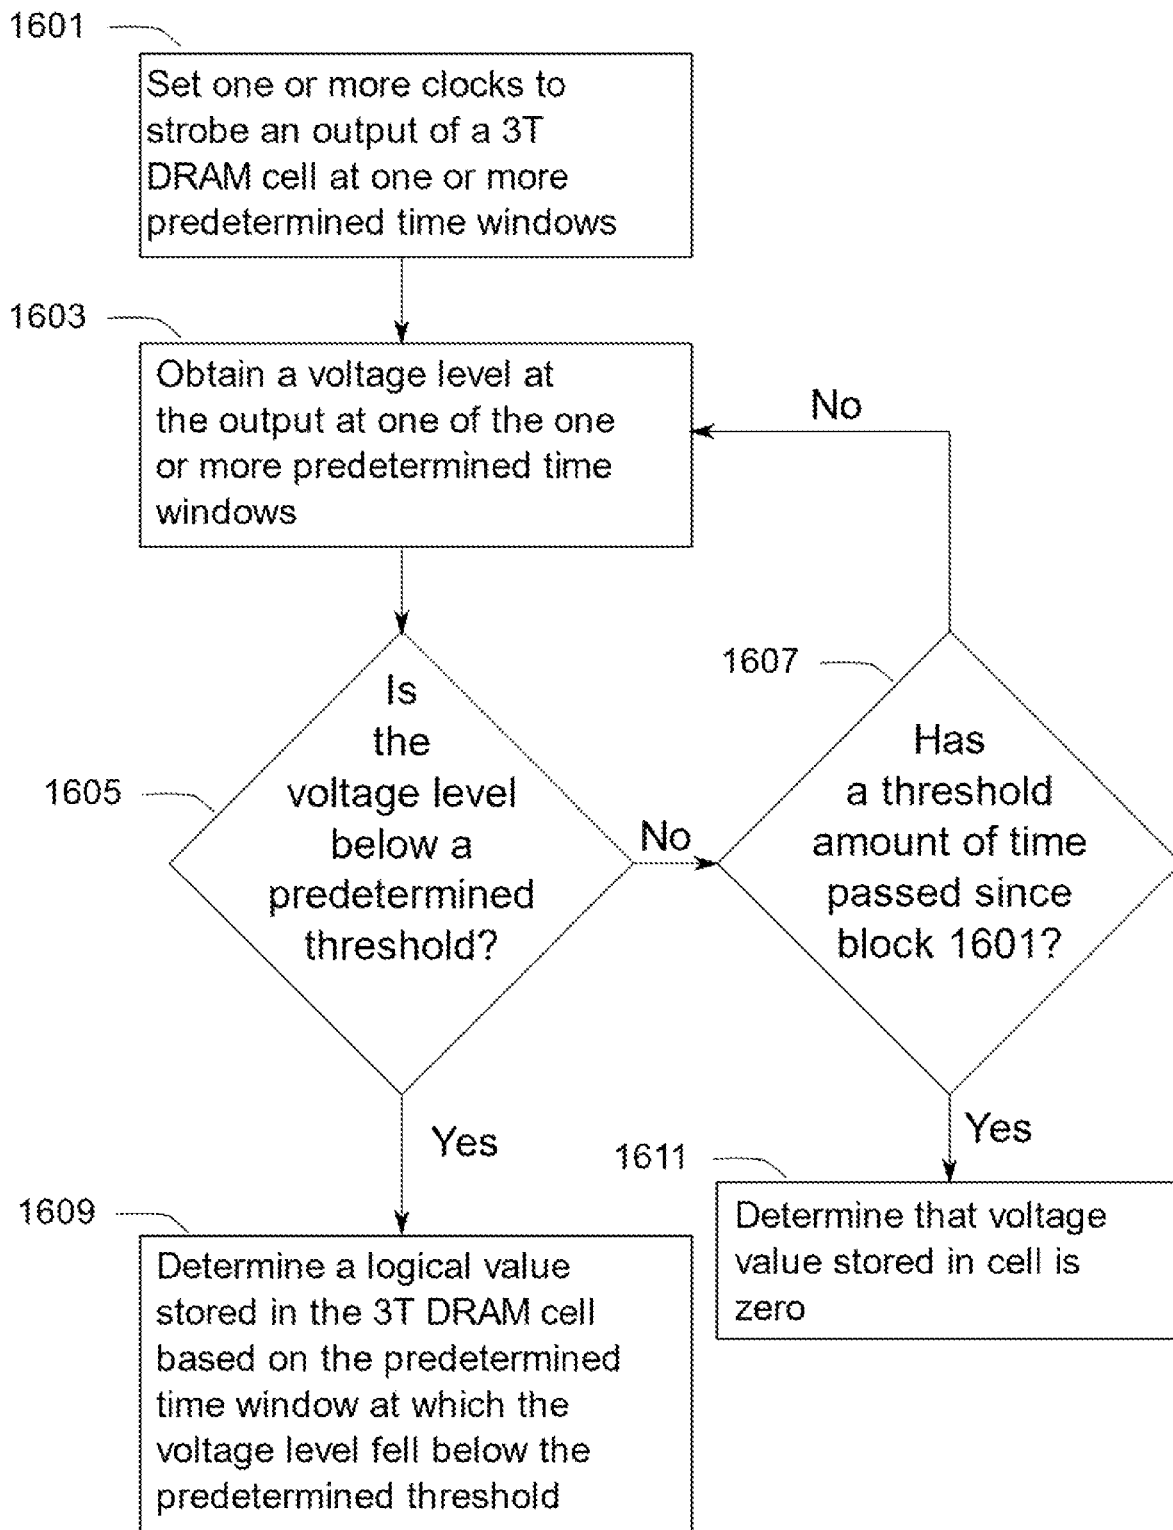 1601
Set one or more clocks to
strobe an output of a 3T
DRAM cell at one or more
predetermined time windows
1603
Obtain a voltage level at
the output at one of the one
or more predetermined time
windows
No
1605
Is
the
voltage level
below a
predetermined
threshold?
No
1607
Has
a threshold
amount of time
passed since
block 1601?
Yes
Yes
1609
Determine a logical value
stored in the 3T DRAM cell
based on the predetermined
time window at which the
voltage level fell below the
predetermined threshold
1611
Determine that voltage
value stored in cell is
zero